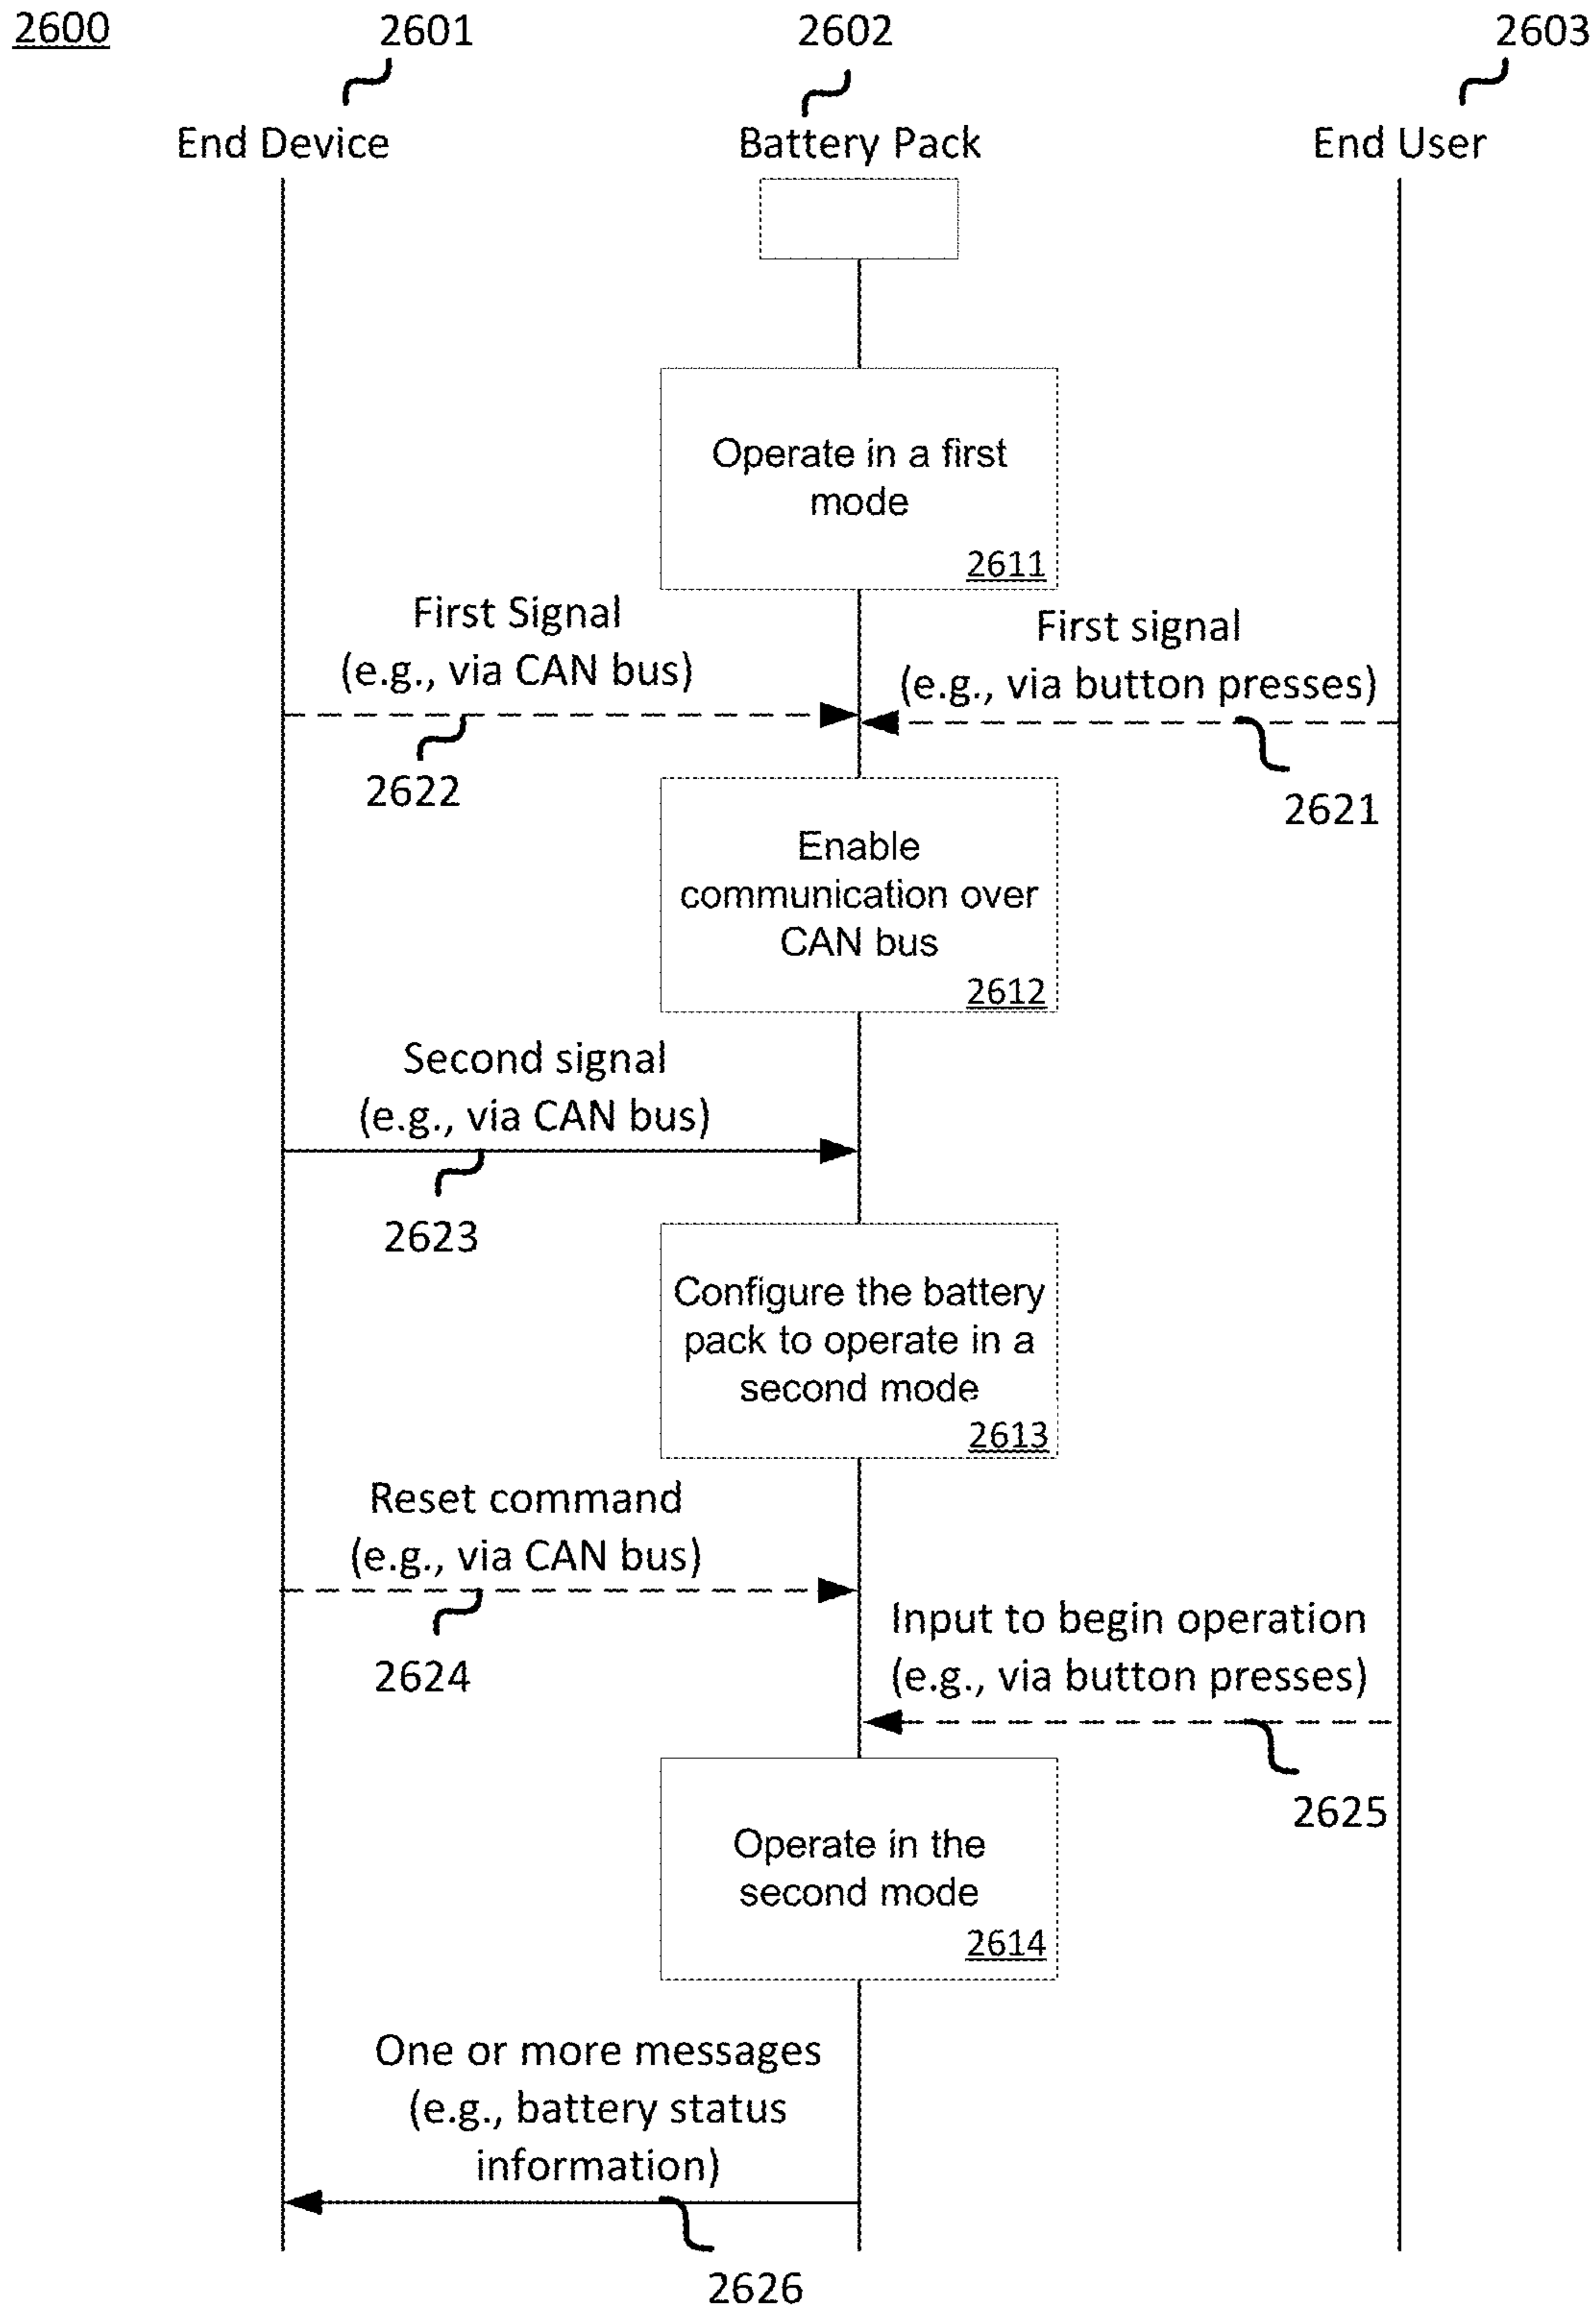 2600
2601
2602
2603
End Device
Battery Pack
End User
Operate in a first
mode
2611
First Signal
(e.g., via CAN bus)
2622
First signal
(e.g., via button presses)
2621
Enable
communication over
CAN bus
2612
Second signal
(e.g., via CAN bus)
2623
Configure the battery
pack to operate in a
second mode
2613
Reset command
(e.g., via CAN bus)
2624
Input to begin operation
(e.g., via button presses)
2625
Operate in the
second mode
2614
One or more messages
(e.g., battery status
information)
2626